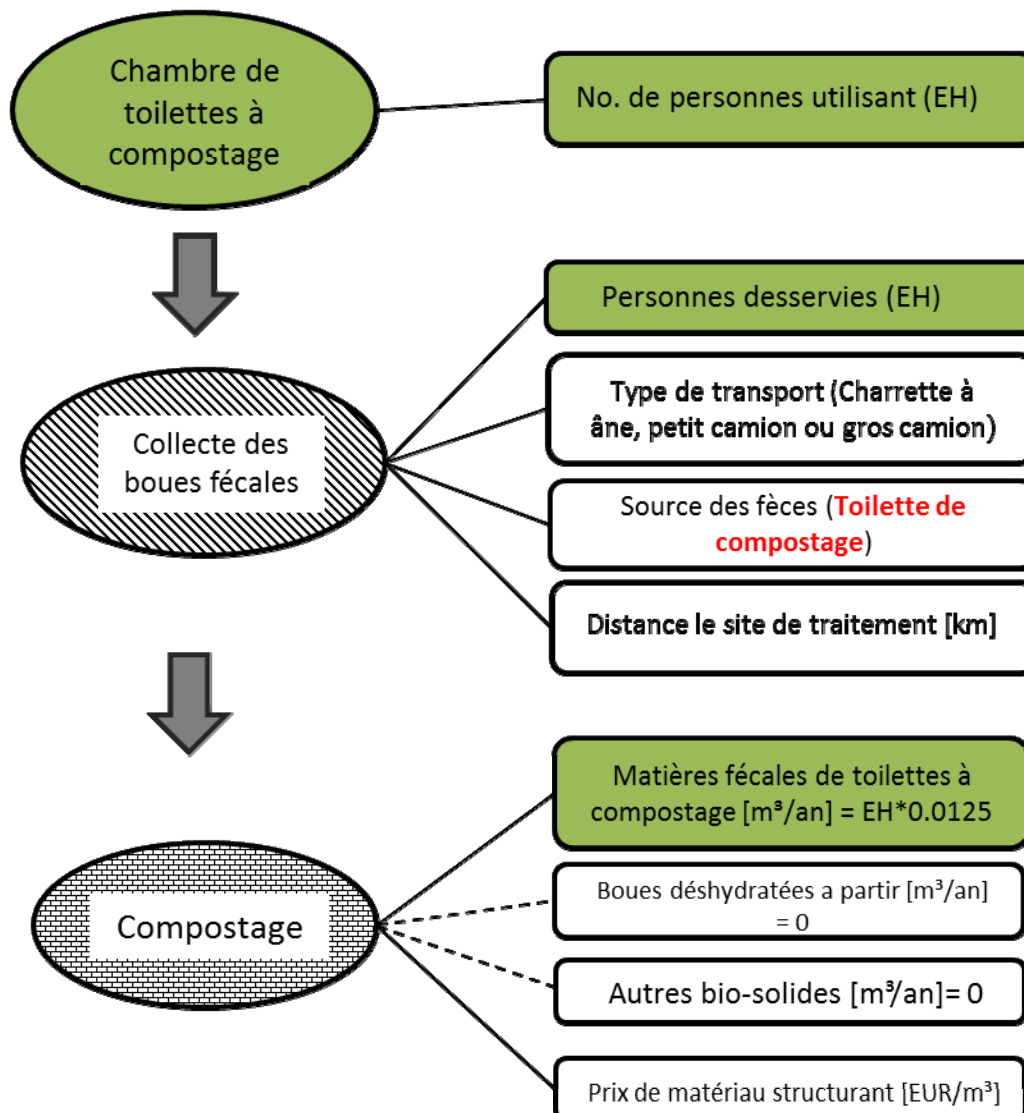 Chambre de
toilettes à
compostage
No. de personnes utilisant (EH)
Personnes desservies (EH)
Type de transport (Charrette à
âne, petit camion ou gros camion)
Collecte des
boues fécales
Source des fèces (Toilette de
compostage)
Distance le site de traitement [km]
Matières fécales de toilettes à
compostage [m³/an] = EH*0.0125
Boues déshydratées a partir [m³/an]
= 0
Compostage
Autres bio-solides [m³/an]= 0
Prix de matériau structurant [EUR/m³]